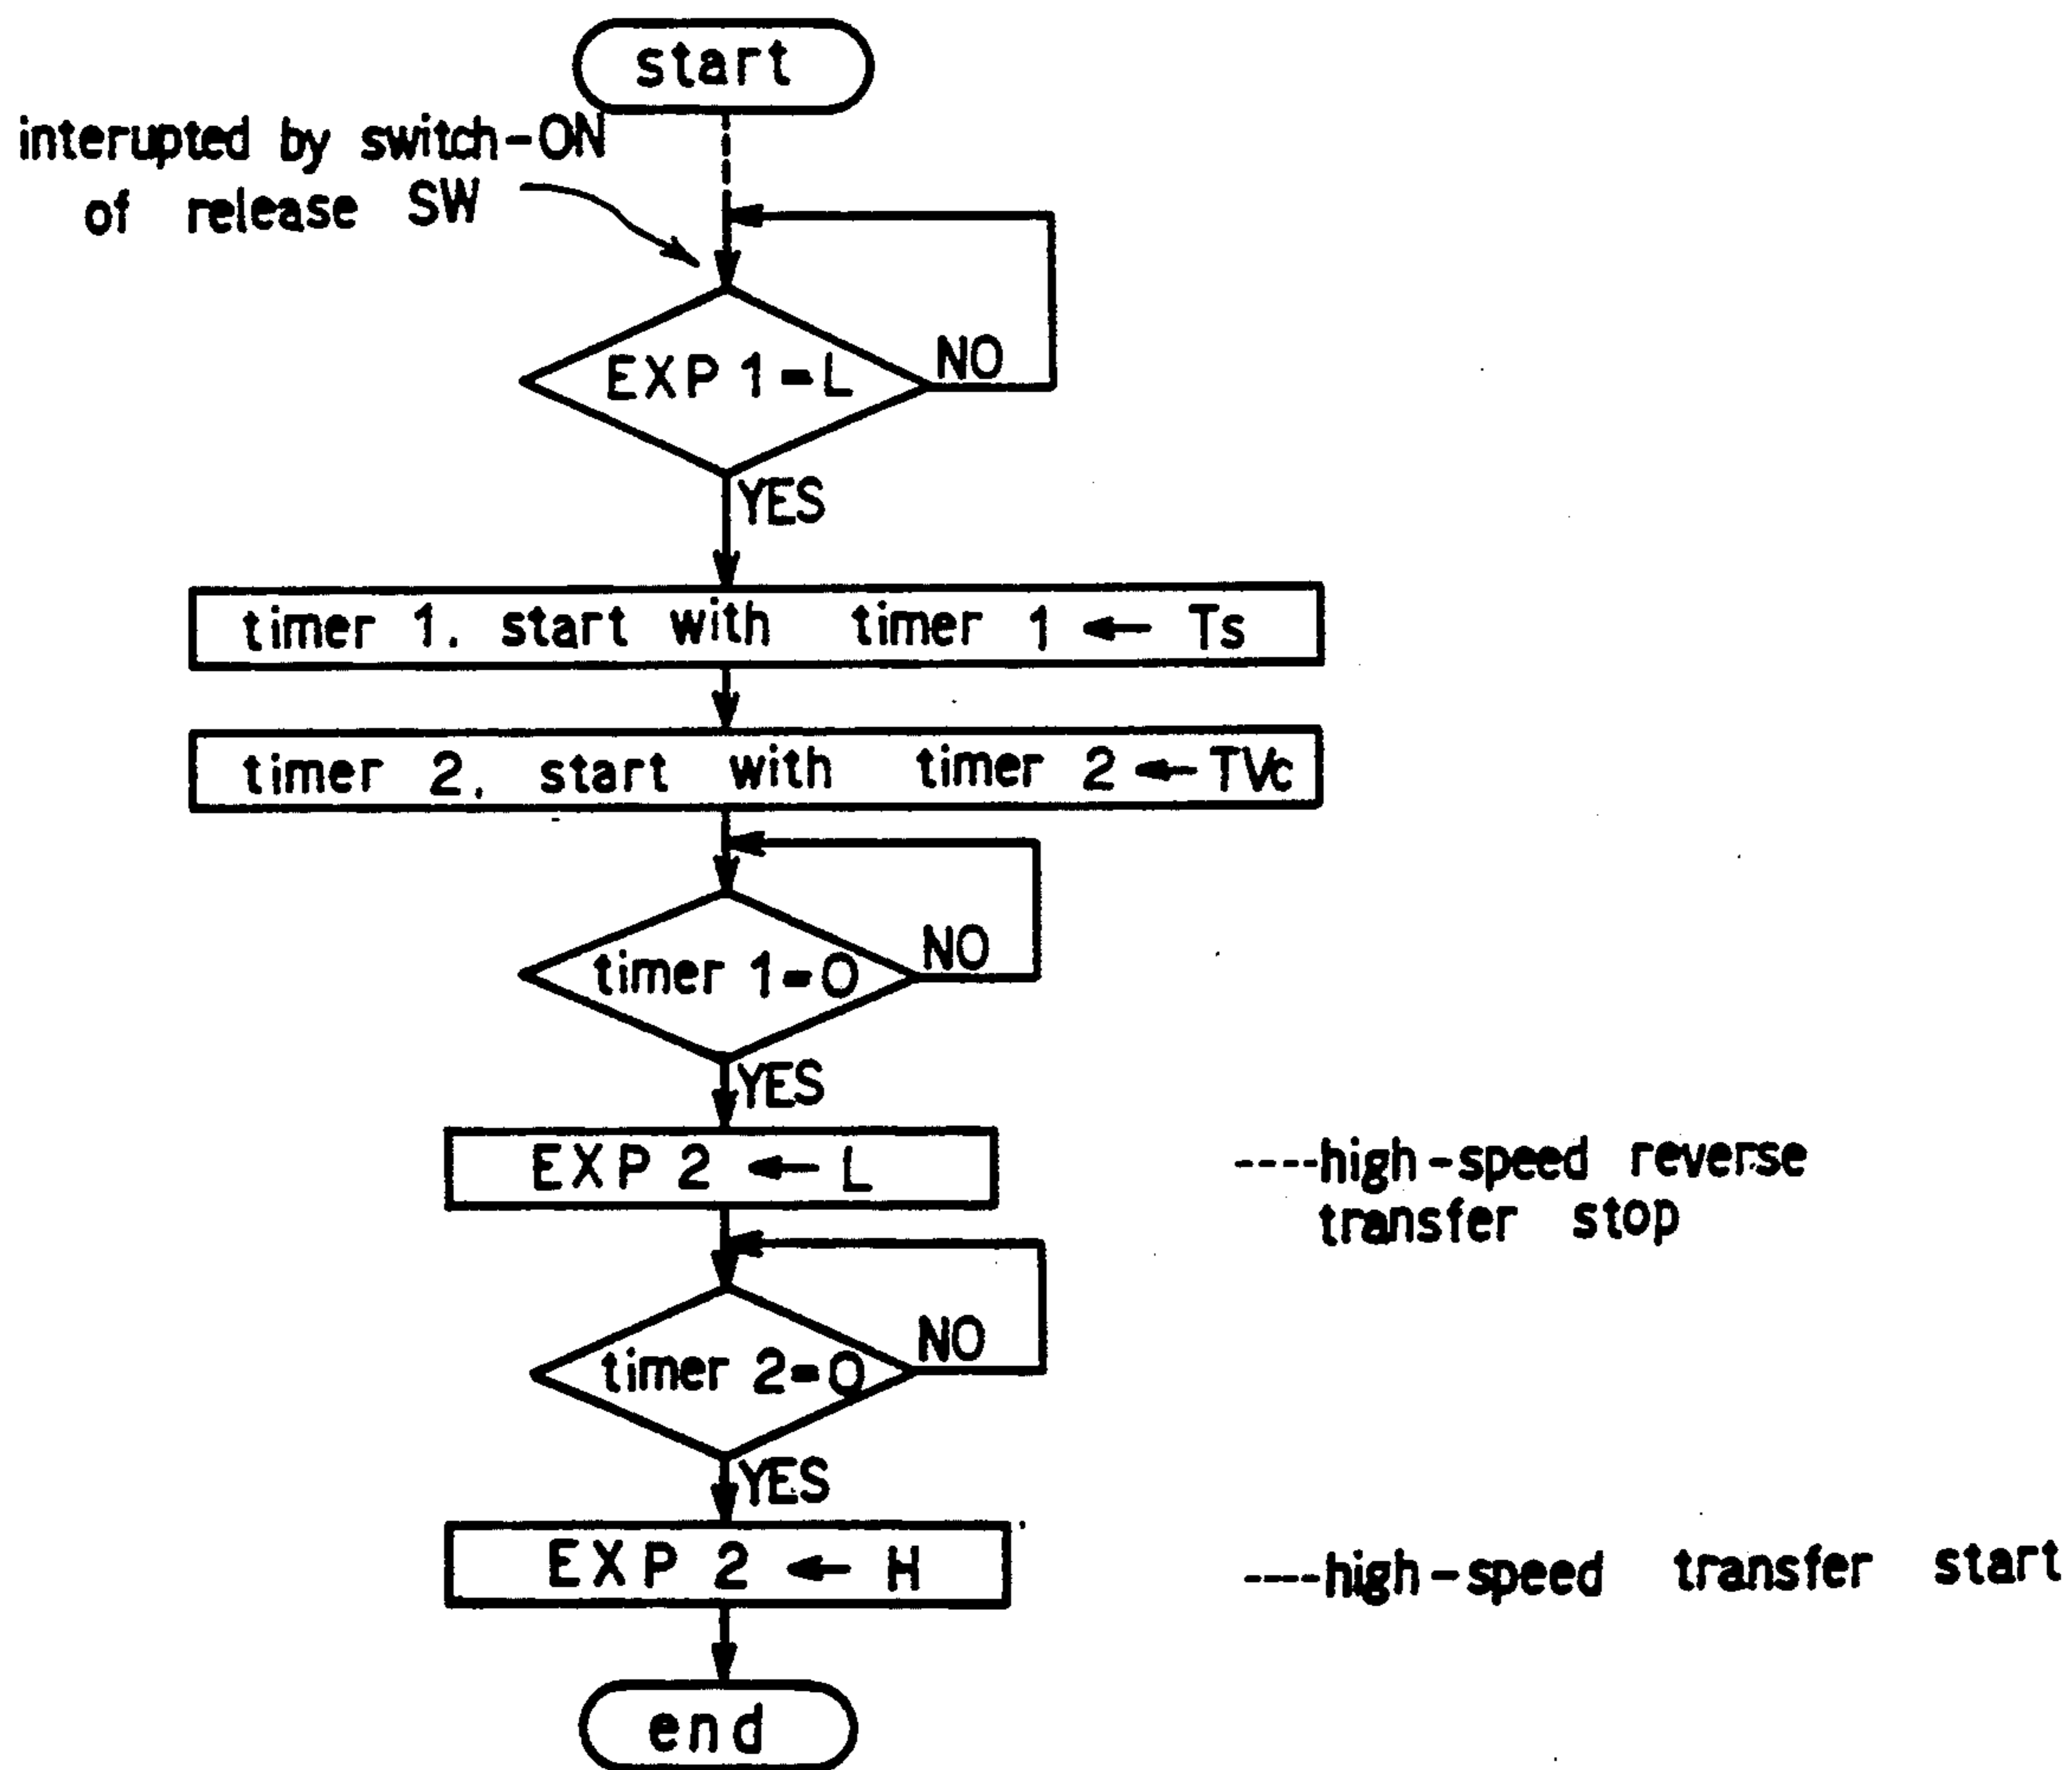 start
interupted by switch-ON
of release SW
EXP 1=L
NO
YES
timer 1. start with timer 1 ← Ts
timer 2, start with timer 2 ← TVc
timer 1=0
NO
YES
EXP 2 ← L
----high-speed reverse
transfer stop
timer 2=0
NO
YES
EXP 2 ← H
----high-speed transfer start
end